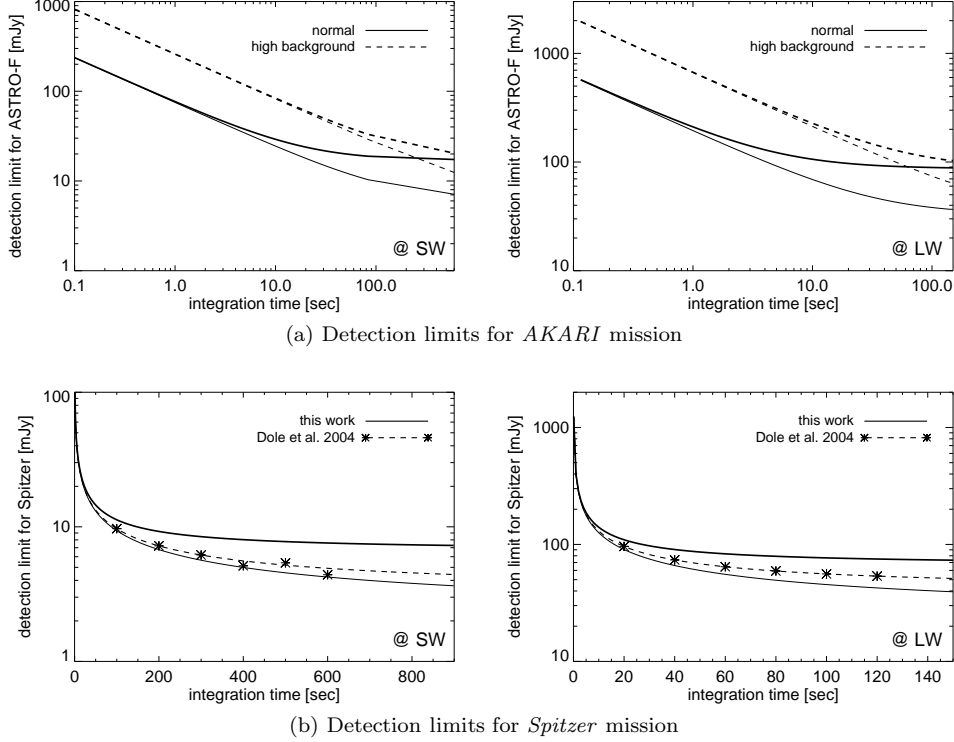 detection limit for ASTRO-F [mJy]
1000
100
10
1
normal
high background
@ SW
0.1 1.0 10.0 100.0
integration time [sec]
detection limit for ASTRO-F [mJy]
1000
100
10
normal
high background
@ LW
0.1 1.0 10.0 100.0
integration time [sec]
(a) Detection limits for AKARI mission
detection limit for Spitzer [mJy]
100
10
1
this work
Dole et al. 2004
@ SW
0 200 400 600 800
integration time [sec]
detection limit for Spitzer [mJy]
1000
100
10
this work
Dole et al. 2004
@ LW
0 20 40 60 80 100 120 140
integration time [sec]
(b) Detection limits for Spitzer mission